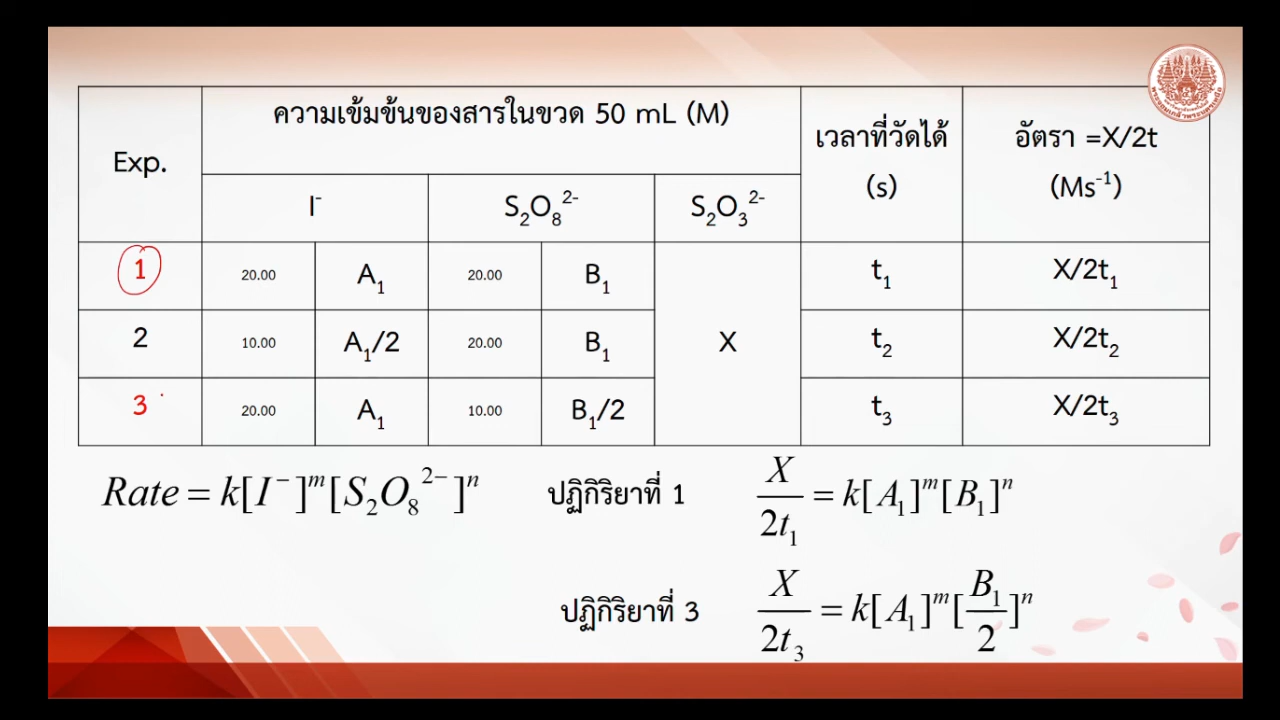 Exp.
ความเข้มข้นของสารในขวด 50 mL (M)
เวลาที่วัดได้
(s)
อัตรา =X/2t
(Ms⁻¹)
I⁻
S₂O₈²⁻
S₂O₃²⁻
1 20.00 A₁ 20.00 B₁ t₁ X/2t₁
2 10.00 A₁/2 20.00 B₁ X t₂ X/2t₂
3 20.00 A₁ 10.00 B₁/2 t₃ X/2t₃
Rate = k[I⁻]ᵐ[S₂O₈²⁻]ⁿ
ปฏิกิริยาที่ 1 X/2t₁ = k[A₁]ᵐ[B₁]ⁿ
ปฏิกิริยาที่ 3 X/2t₃ = k[A₁]ᵐ[B₁/2]ⁿ